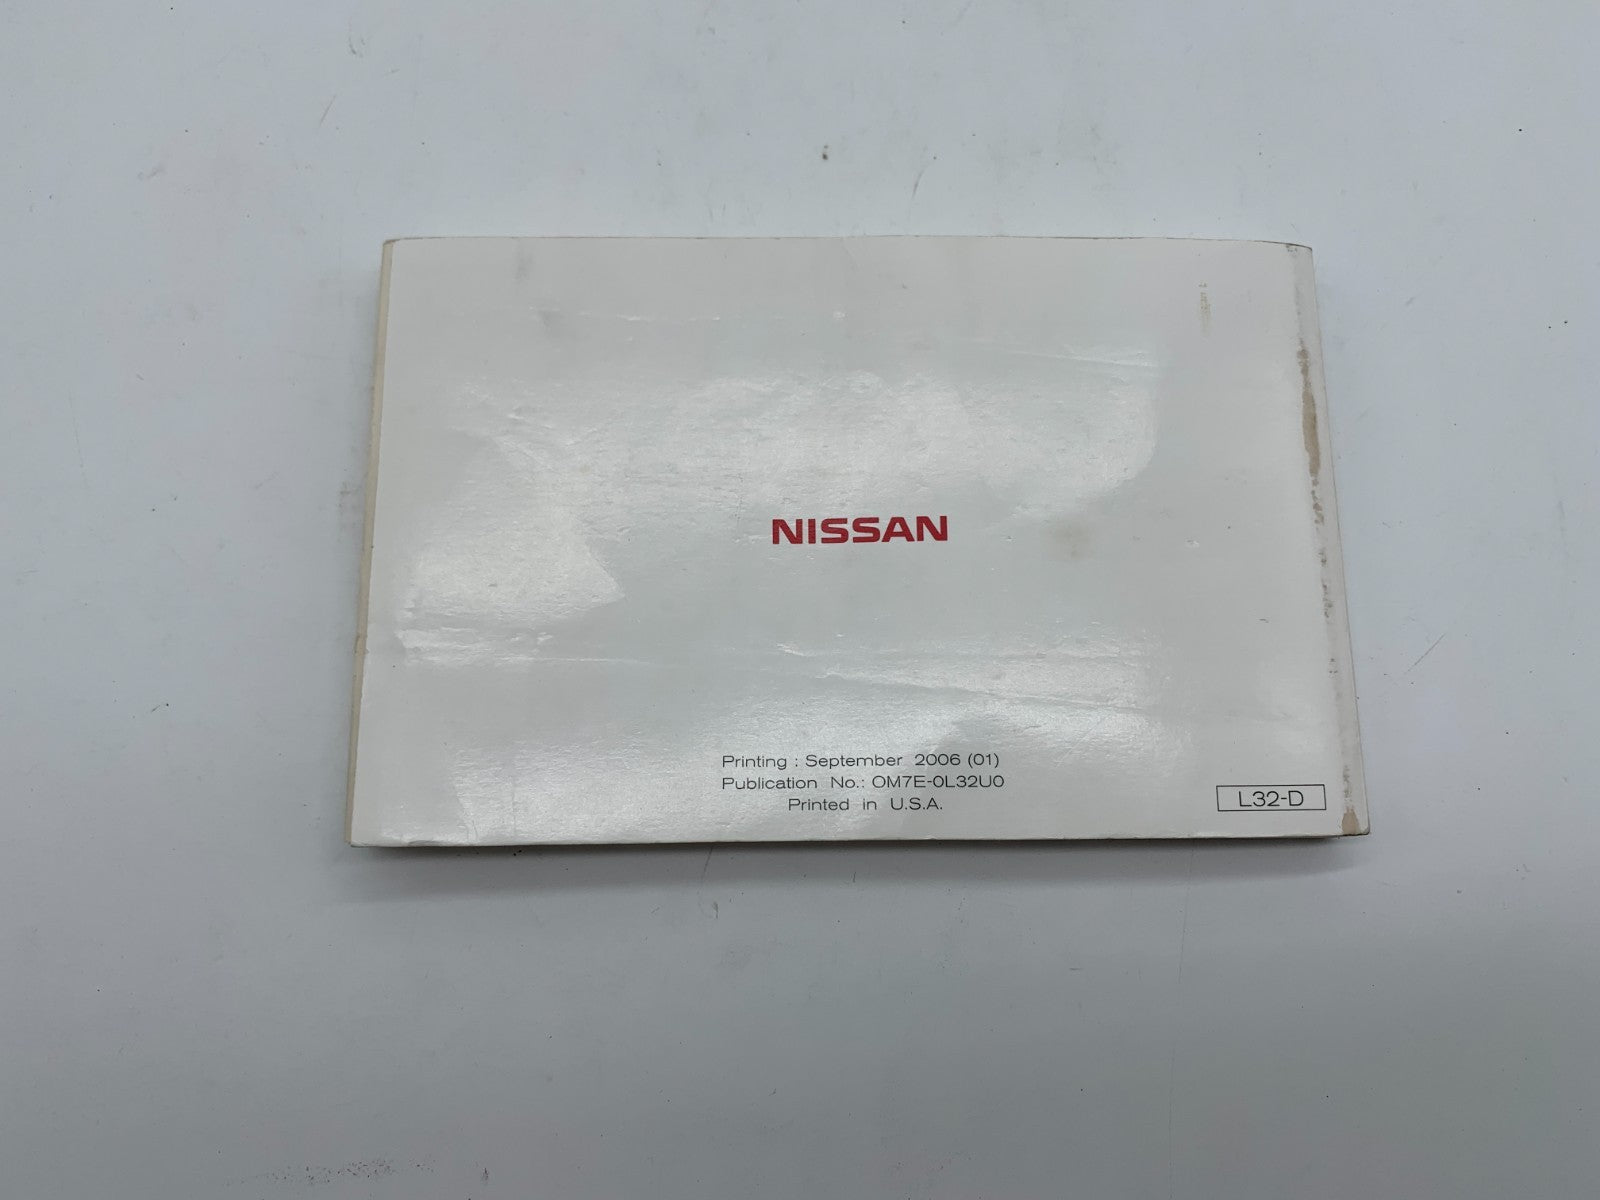 NISSAN
Printing : September 2006 (01)
Publication No.: OM7E-0L32U0
Printed in U.S.A.
L32-D